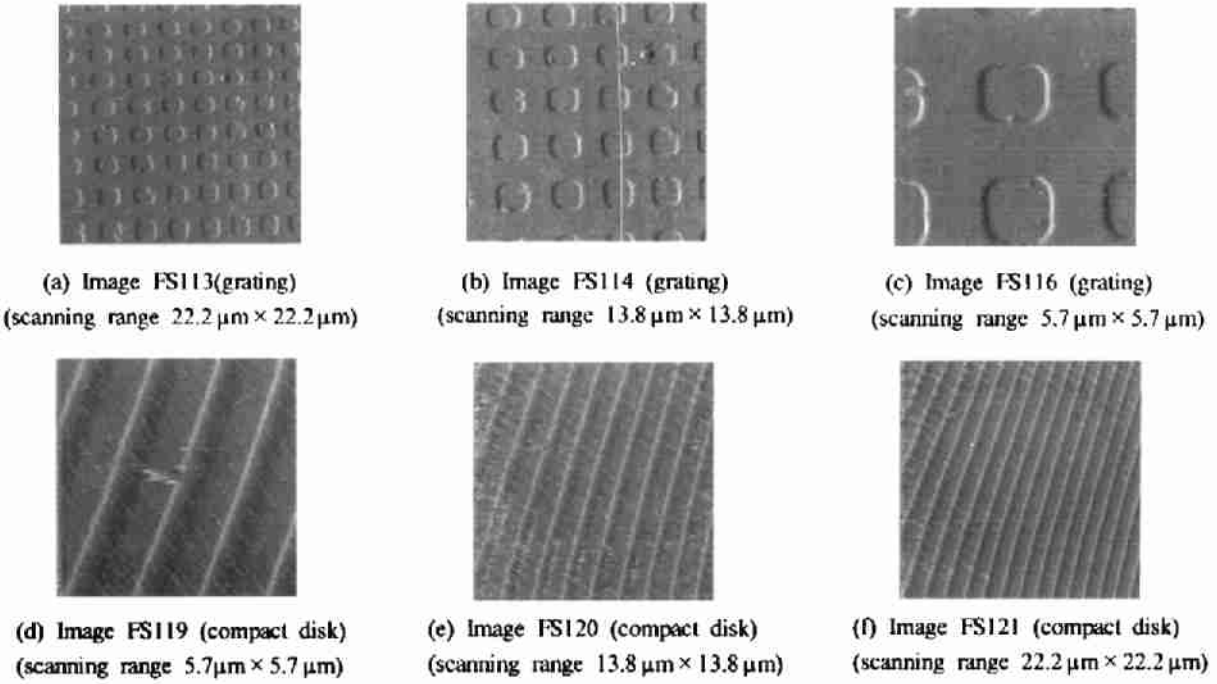 (a) Image FS113(grating)
(scanning range 22.2 μm × 22.2 μm)
(b) Image FS114 (grating)
(scanning range 13.8 μm × 13.8 μm)
(c) Image FS116 (grating)
(scanning range 5.7 μm × 5.7 μm)
(d) Image FS119 (compact disk)
(scanning range 5.7μm × 5.7 μm)
(e) Image FS120 (compact disk)
(scanning range 13.8 μm × 13.8 μm)
(f) Image FS121 (compact disk)
(scanning range 22.2 μm × 22.2 μm)